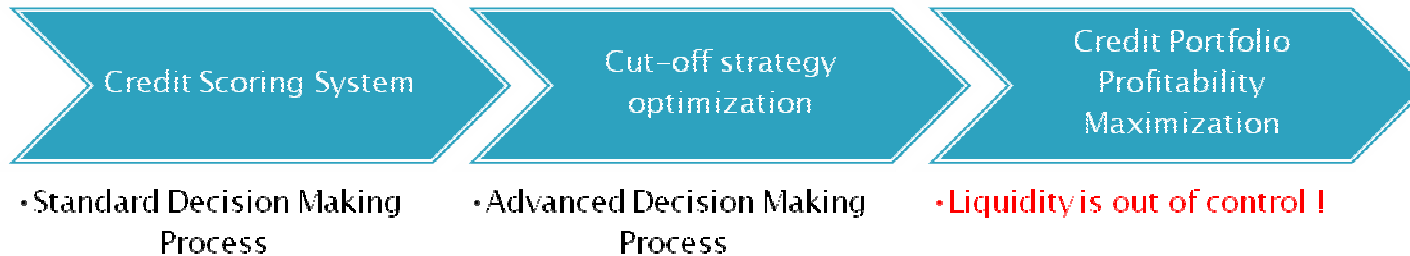 Credit Scoring System
Cut-off strategy
optimization
Credit Portfolio
Profitability
Maximization
•Standard Decision Making
Process
•Advanced Decision Making
Process
•Liquidity is out of control !